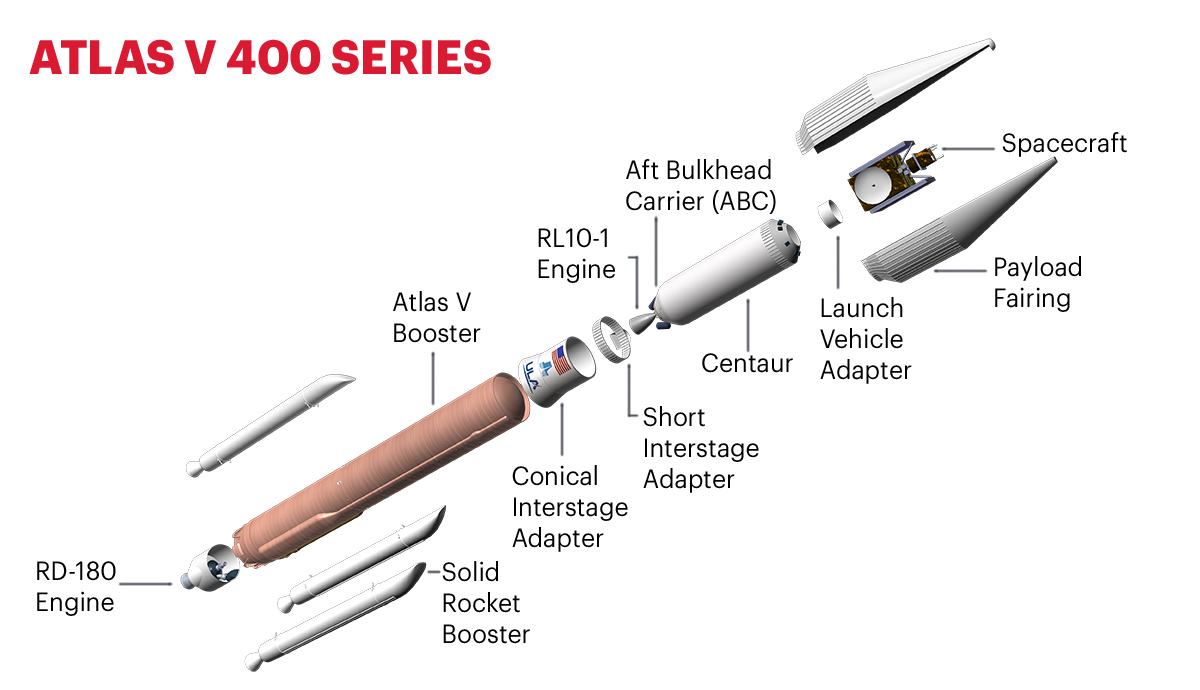 ATLAS V 400 SERIES
Spacecraft
Aft Bulkhead
Carrier (ABC)
RL10-1
Engine
Payload
Fairing
Atlas V
Booster
Launch
Vehicle
Adapter
Centaur
ULA
Short
Interstage
Adapter
Conical
Interstage
Adapter
RD-180
Engine
Solid
Rocket
Booster